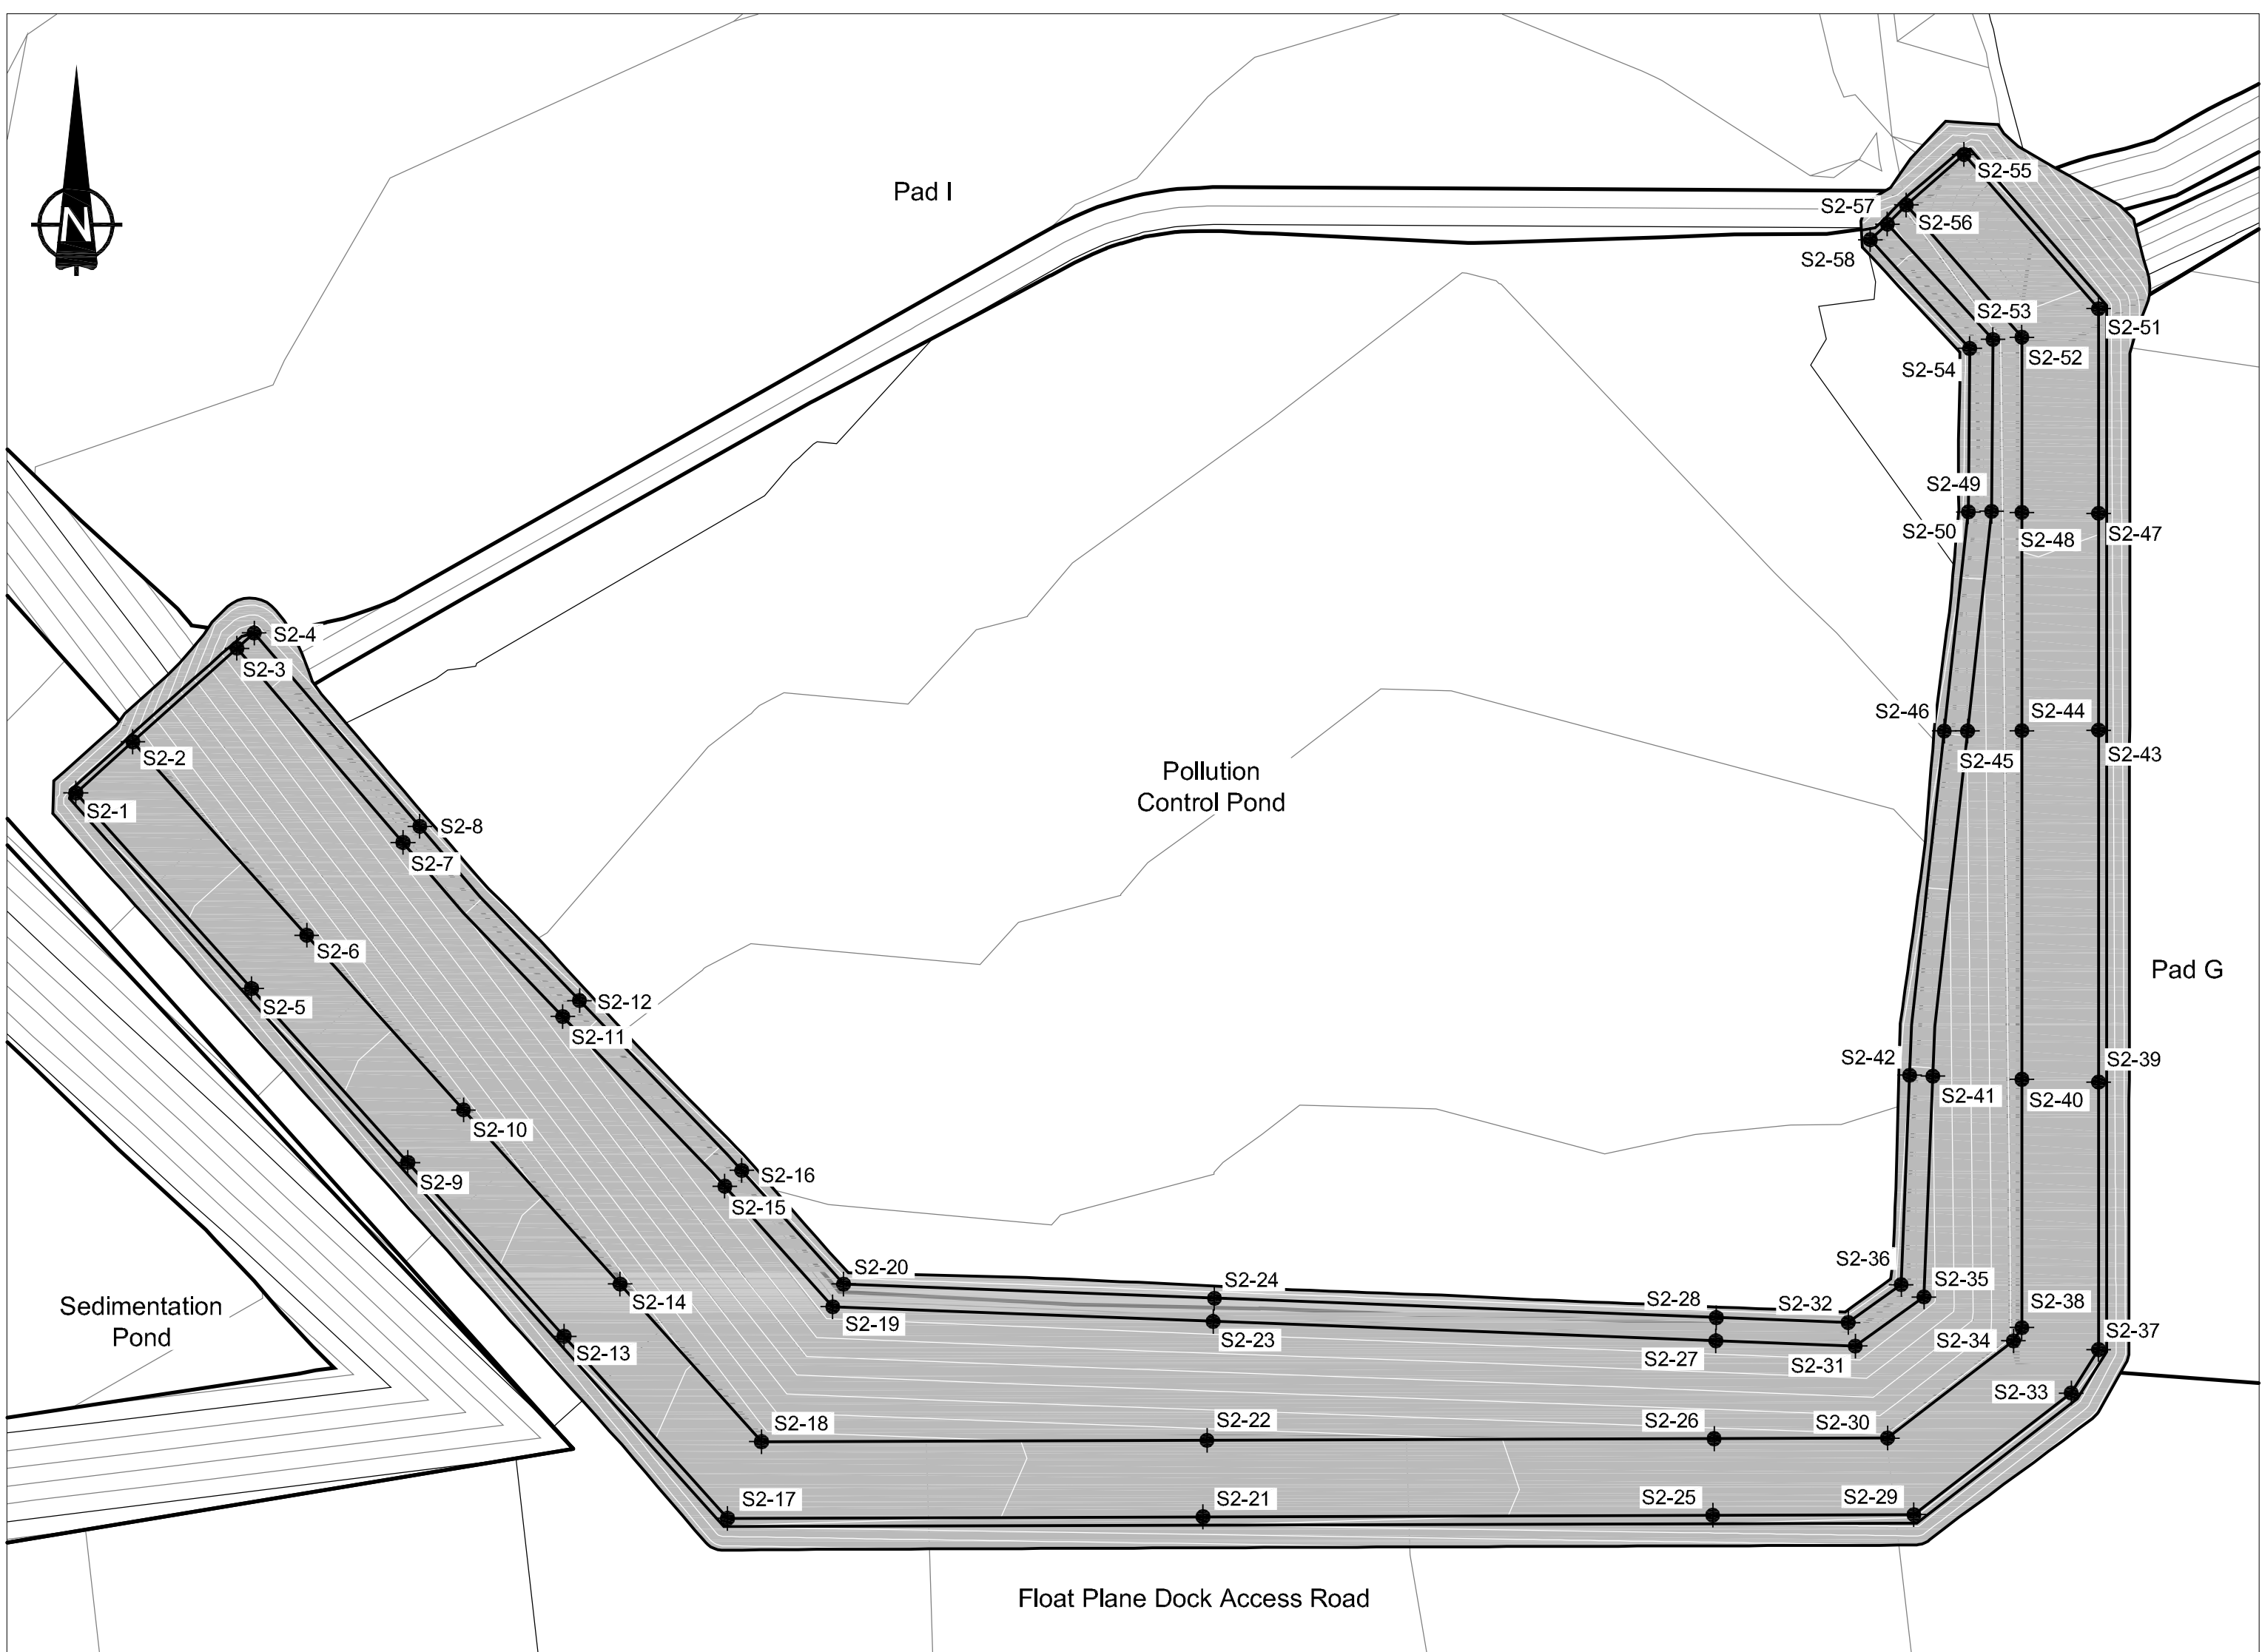 Pad I
N
S2-55
S2-57
S2-56
S2-58
S2-53
S2-51
S2-52
S2-54
S2-49
S2-50
S2-47
S2-48
S2-4
S2-3
S2-46
S2-44
S2-2
S2-43
S2-45
Pollution
Control Pond
S2-1
S2-8
S2-7
S2-6
Pad G
S2-5
S2-12
S2-11
S2-42
S2-39
S2-41
S2-40
S2-10
S2-9
S2-16
S2-15
S2-20
S2-24
S2-36
S2-35
S2-28
S2-32
Sedimentation
Pond
S2-14
S2-19
S2-23
S2-27
S2-31
S2-38
S2-34
S2-37
S2-13
S2-33
S2-18
S2-22
S2-26
S2-30
S2-17
S2-21
S2-25
S2-29
Float Plane Dock Access Road